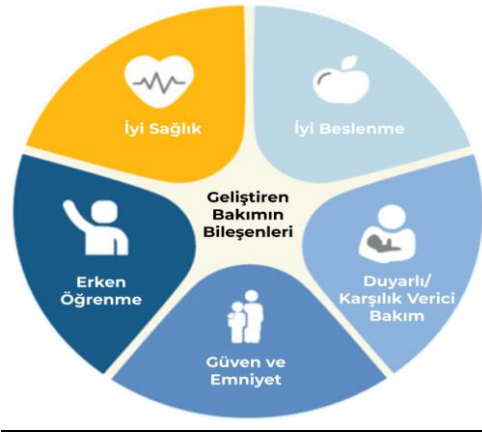 İyi Sağlık
İyi Beslenme
Geliştiren
Bakımın
Bileşenleri
Erken
Öğrenme
Duyarlı/
Karşılık Verici
Bakım
Güven ve
Emniyet